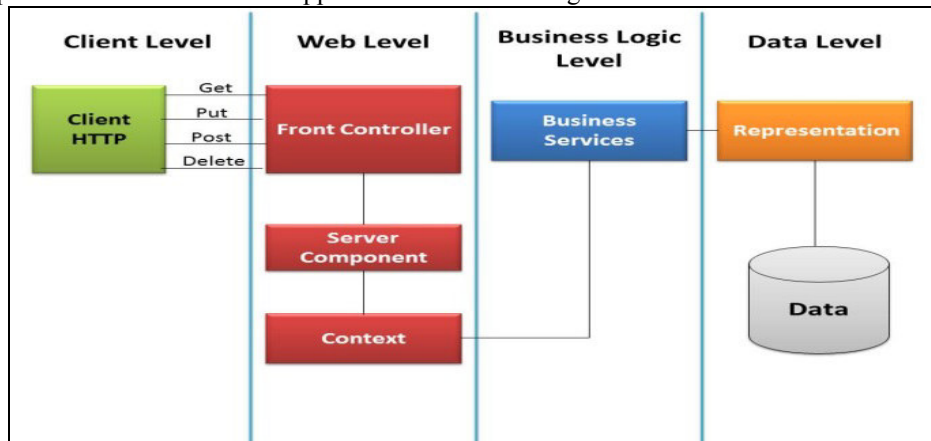 Client Level
Web Level
Business Logic
Level
Data Level
Client
HTTP
Get
Put
Post
Delete
Front Controller
Server
Component
Context
Business
Services
Representation
Data